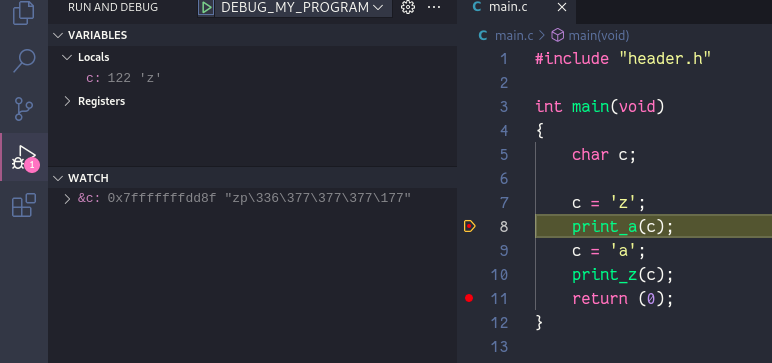 RUN AND DEBUG
DEBUG_MY_PROGRAM
VARIABLES
Locals
c: 122 'z'
Registers
1
WATCH
&c: 0x7fffffffdd8f "zp\336\377\377\377\177"
main.c
main.c > main(void)
1 #include "header.h"
2
3 int main(void)
4 {
5 char c;
6
7 c = 'z';
8 print_a(c);
9 c = 'a';
10 print_z(c);
11 return (0);
12 }
13